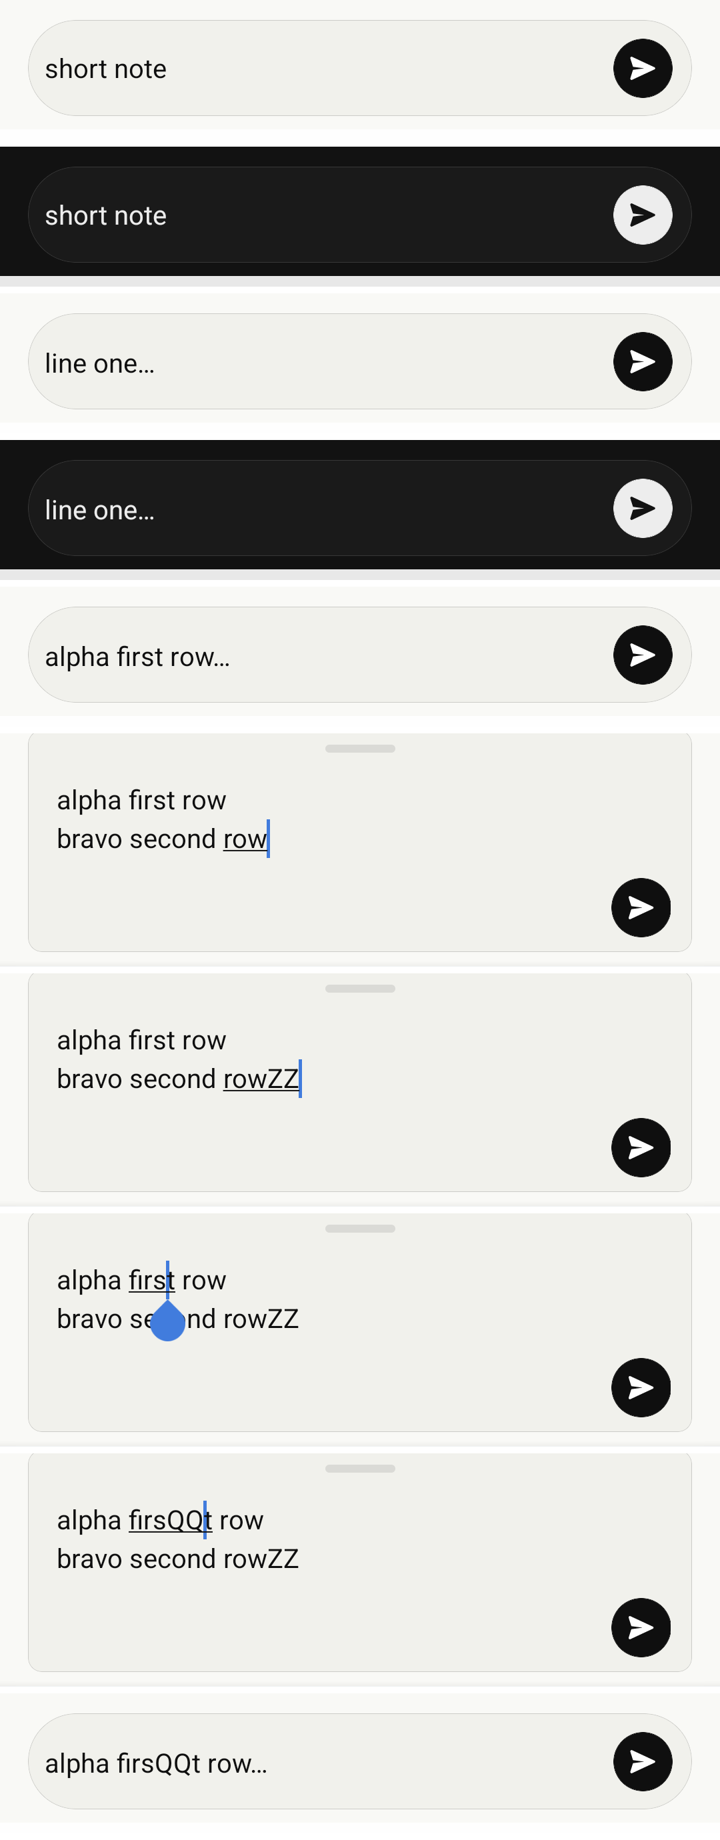 short note
short note
line one…
line one…
alpha first row…
alpha first row
bravo second row
alpha first row
bravo second rowZZ
alpha first row
bravo nd rowZZ
alpha firsQQt row
bravo second rowZZ
alpha firsQQt row…